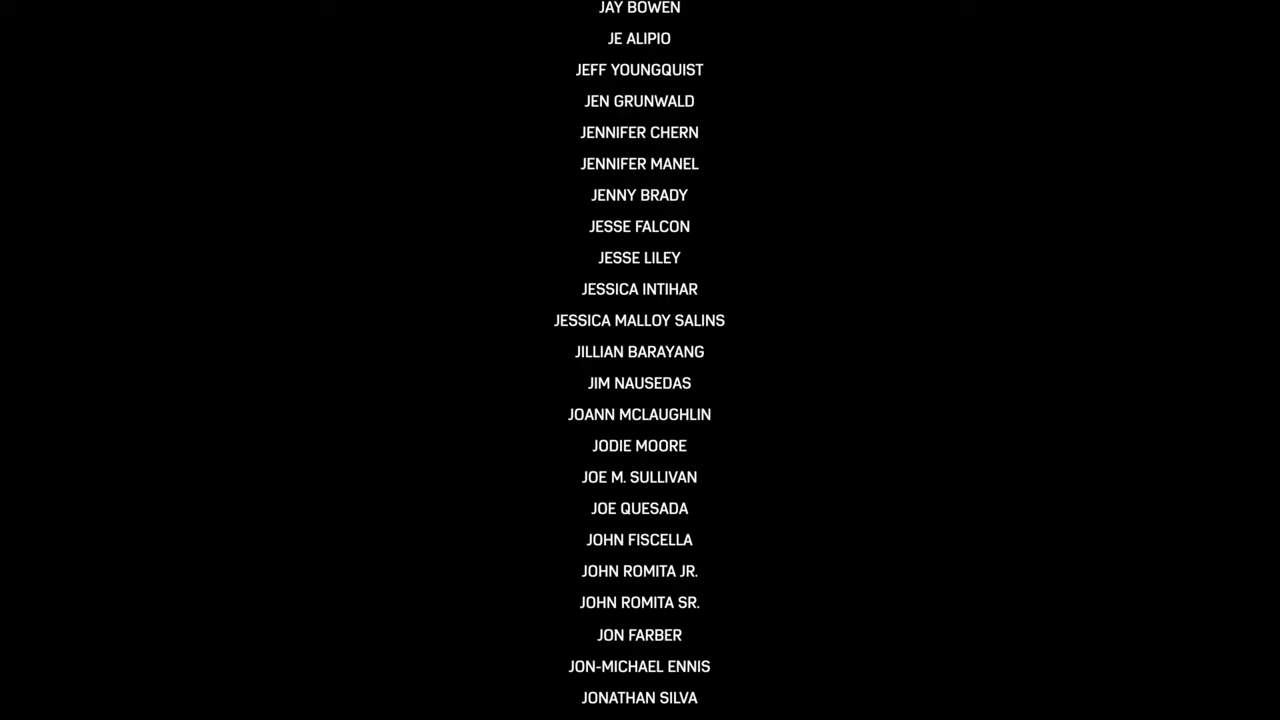 JAY BOWEN
JE ALIPIO
JEFF YOUNGQUIST
JEN GRUNWALD
JENNIFER CHERN
JENNIFER MANEL
JENNY BRADY
JESSE FALCON
JESSE LILEY
JESSICA INTIHAR
JESSICA MALLOY SALINS
JILLIAN BARAYANG
JIM NAUSEDAS
JOANN MCLAUGHLIN
JODIE MOORE
JOE M. SULLIVAN
JOE QUESADA
JOHN FISCELLA
JOHN ROMITA JR.
JOHN ROMITA SR.
JON FARBER
JON-MICHAEL ENNIS
JONATHAN SILVA